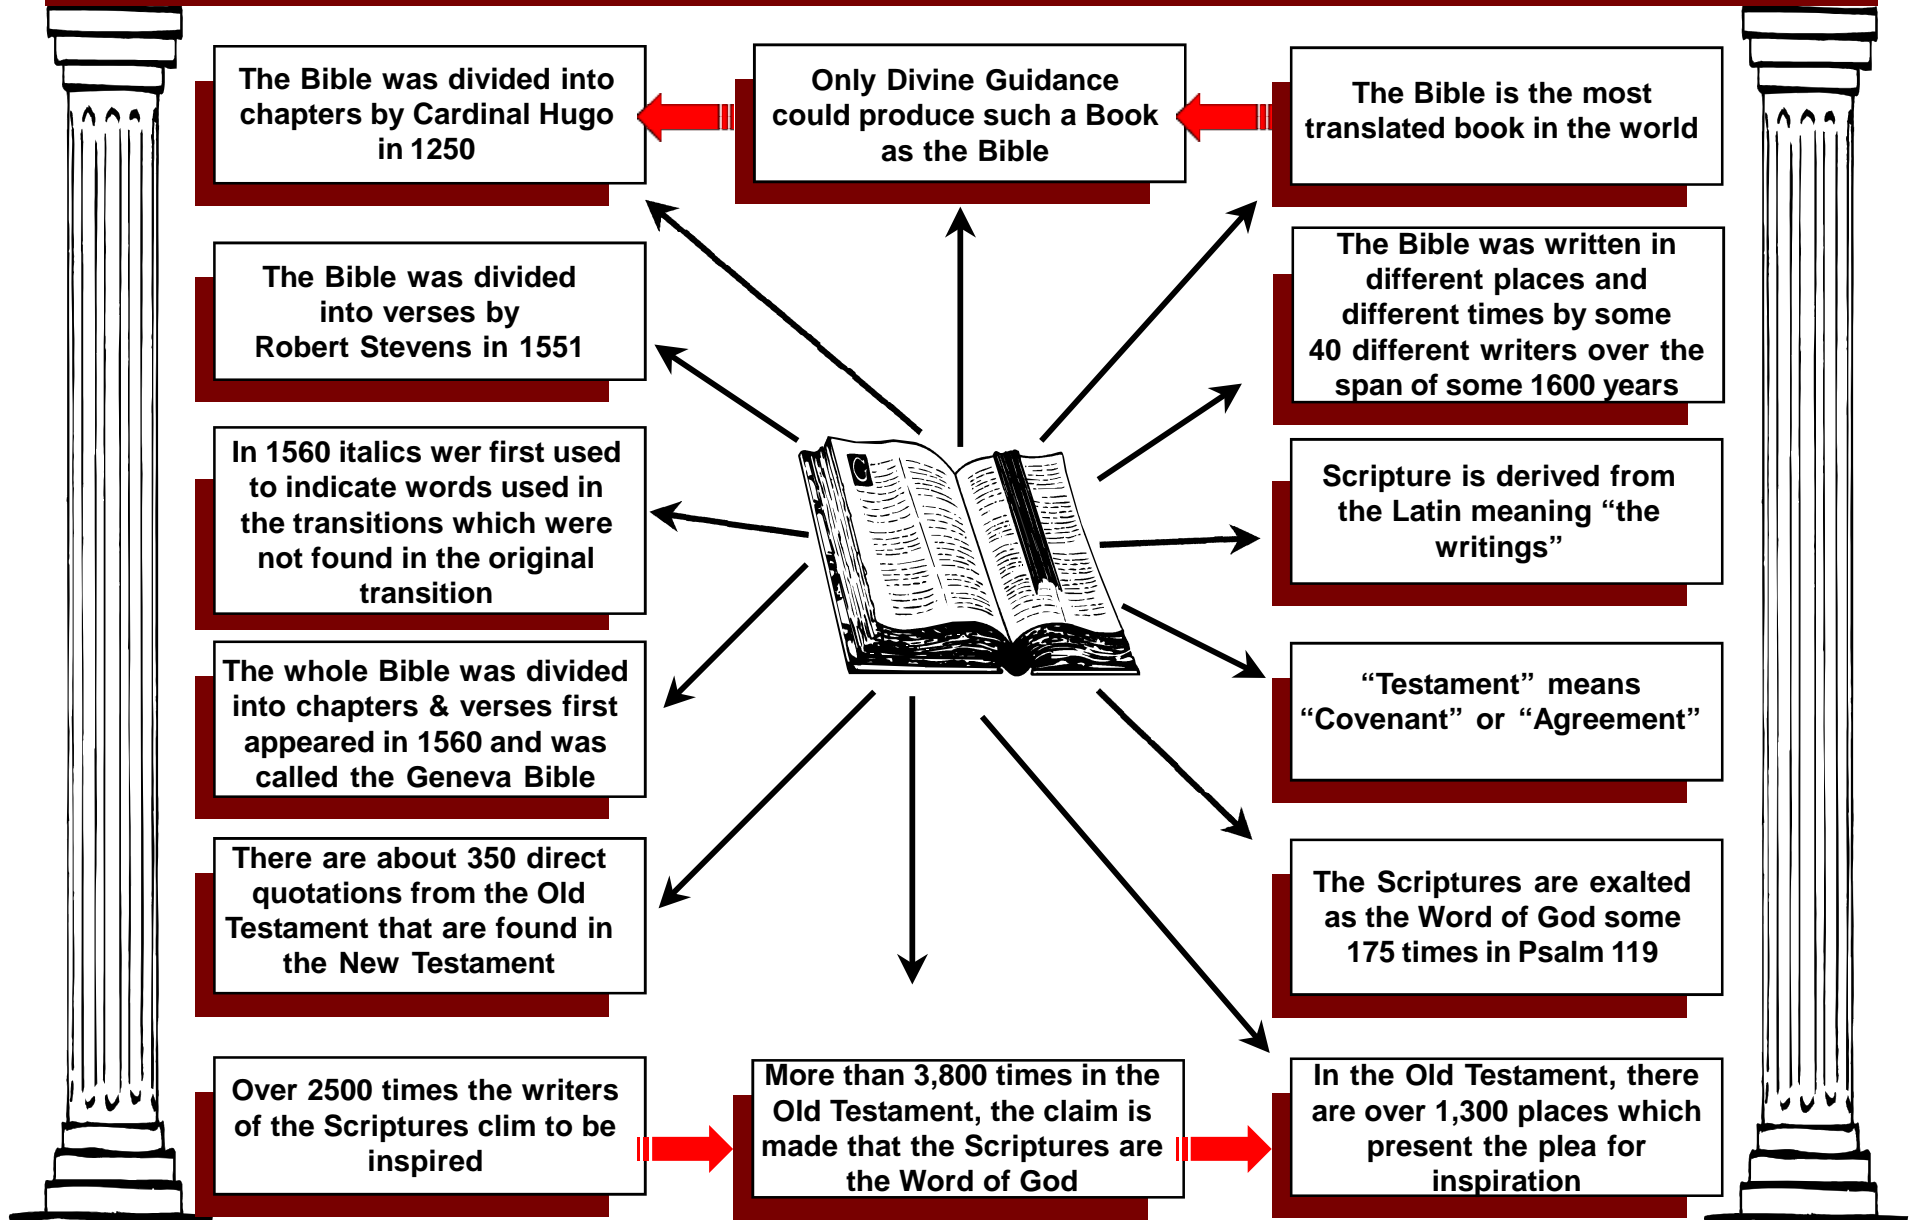 The Bible was divided into
chapters by Cardinal Hugo
in 1250
Only Divine Guidance
could produce such a Book
as the Bible
The Bible is the most
translated book in the world
The Bible was divided
into verses by
Robert Stevens in 1551
The Bible was written in
different places and
different times by some
40 different writers over the
span of some 1600 years
In 1560 italics wer first used
to indicate words used in
the transitions which were
not found in the original
transition
Scripture is derived from
the Latin meaning “the
writings”
The whole Bible was divided
into chapters & verses first
appeared in 1560 and was
called the Geneva Bible
“Testament” means
“Covenant” or “Agreement”
There are about 350 direct
quotations from the Old
Testament that are found in
the New Testament
The Scriptures are exalted
as the Word of God some
175 times in Psalm 119
Over 2500 times the writers
of the Scriptures clim to be
inspired
More than 3,800 times in the
Old Testament, the claim is
made that the Scriptures are
the Word of God
In the Old Testament, there
are over 1,300 places which
present the plea for
inspiration